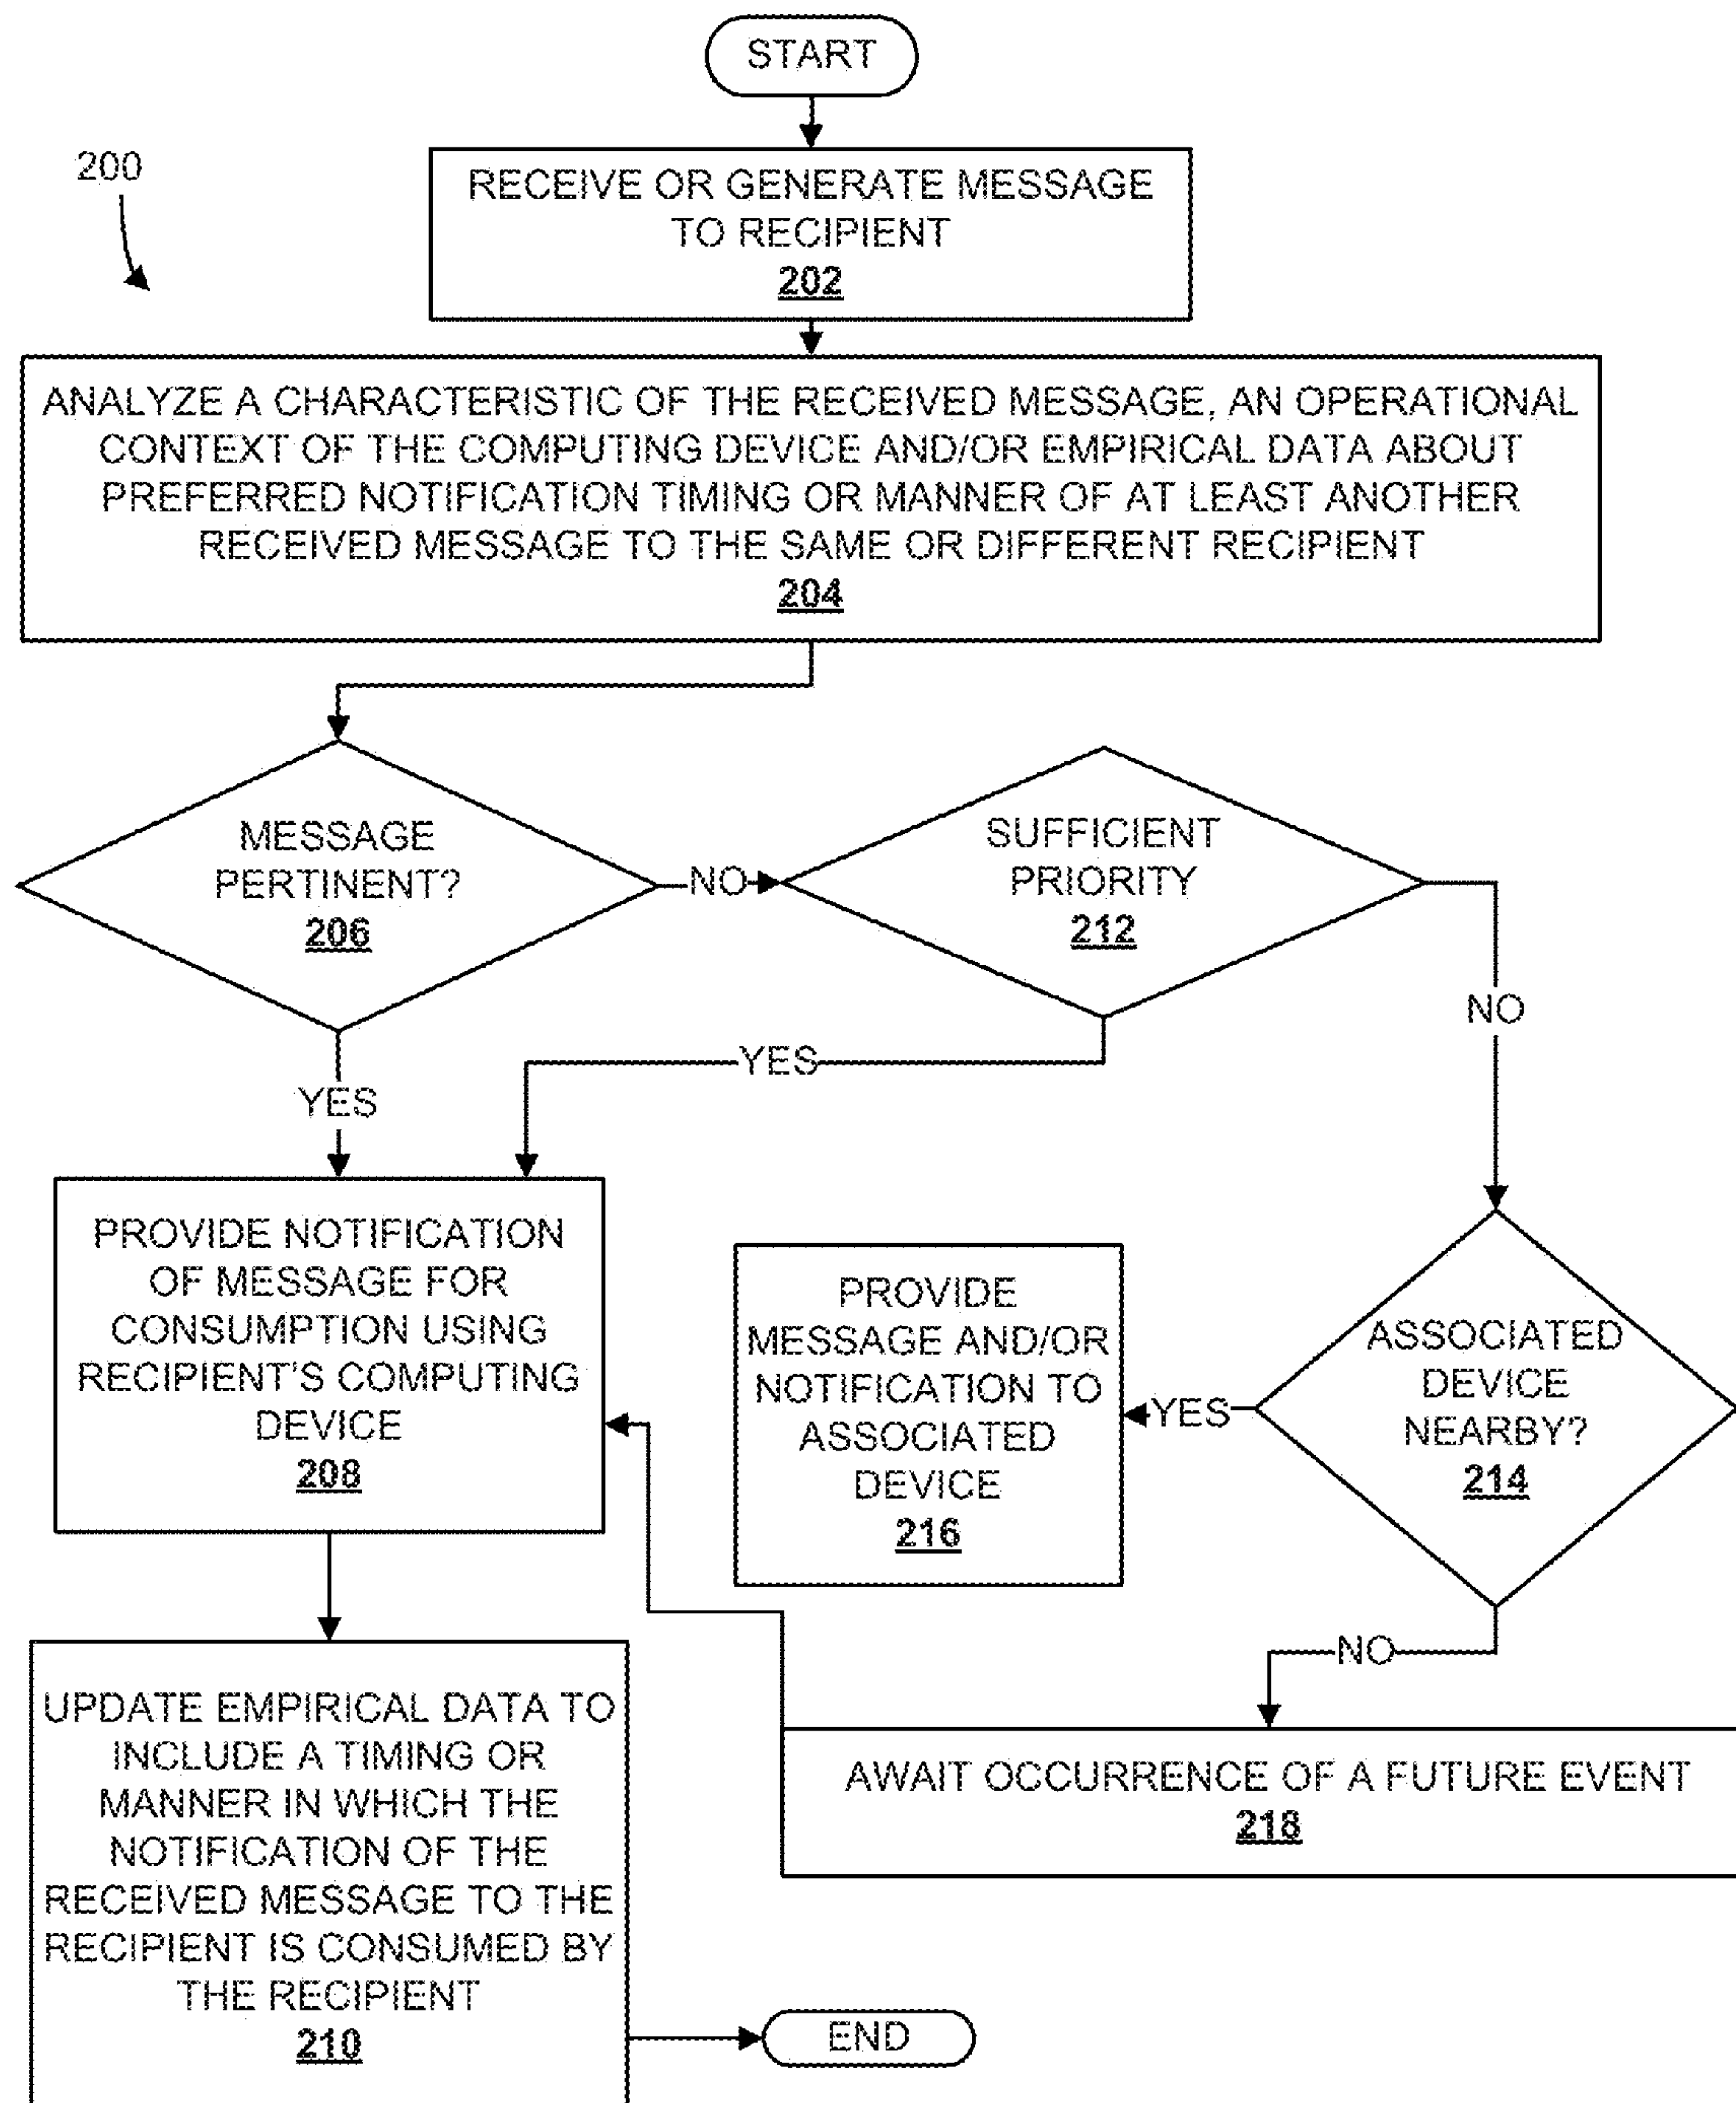 START
200
RECEIVE OR GENERATE MESSAGE
TO RECIPIENT
202
ANALYZE A CHARACTERISTIC OF THE RECEIVED MESSAGE, AN OPERATIONAL
CONTEXT OF THE COMPUTING DEVICE AND/OR EMPIRICAL DATA ABOUT
PREFERRED NOTIFICATION TIMING OR MANNER OF AT LEAST ANOTHER
RECEIVED MESSAGE TO THE SAME OR DIFFERENT RECIPIENT
204
MESSAGE
PERTINENT?
206
NO
SUFFICIENT
PRIORITY
212
NO
YES
YES
PROVIDE NOTIFICATION
OF MESSAGE FOR
CONSUMPTION USING
RECIPIENT'S COMPUTING
DEVICE
208
PROVIDE
MESSAGE AND/OR
NOTIFICATION TO
ASSOCIATED
DEVICE
216
YES
ASSOCIATED
DEVICE
NEARBY?
214
NO
UPDATE EMPIRICAL DATA TO
INCLUDE A TIMING OR
MANNER IN WHICH THE
NOTIFICATION OF THE
RECEIVED MESSAGE TO THE
RECIPIENT IS CONSUMED BY
THE RECIPIENT
210
AWAIT OCCURRENCE OF A FUTURE EVENT
218
END